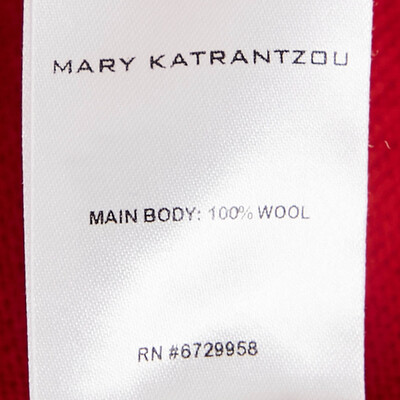 MARY KATRANTZOU
MAIN BODY: 100% WOOL
RN #6729958